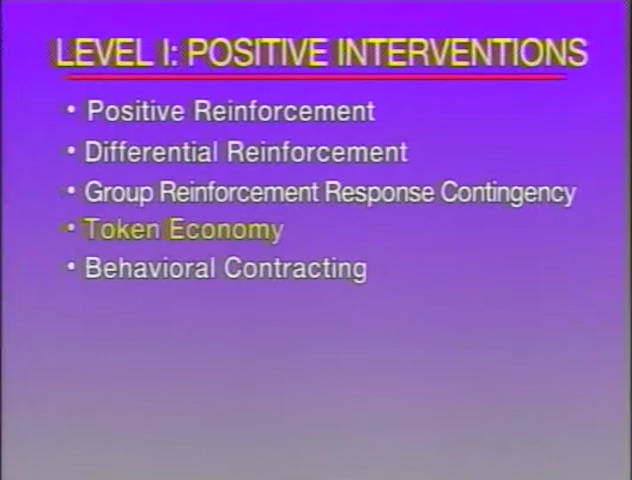 LEVEL I: POSITIVE INTERVENTIONS
• Positive Reinforcement
• Differential Reinforcement
• Group Reinforcement Response Contingency
• Token Economy
• Behavioral Contracting